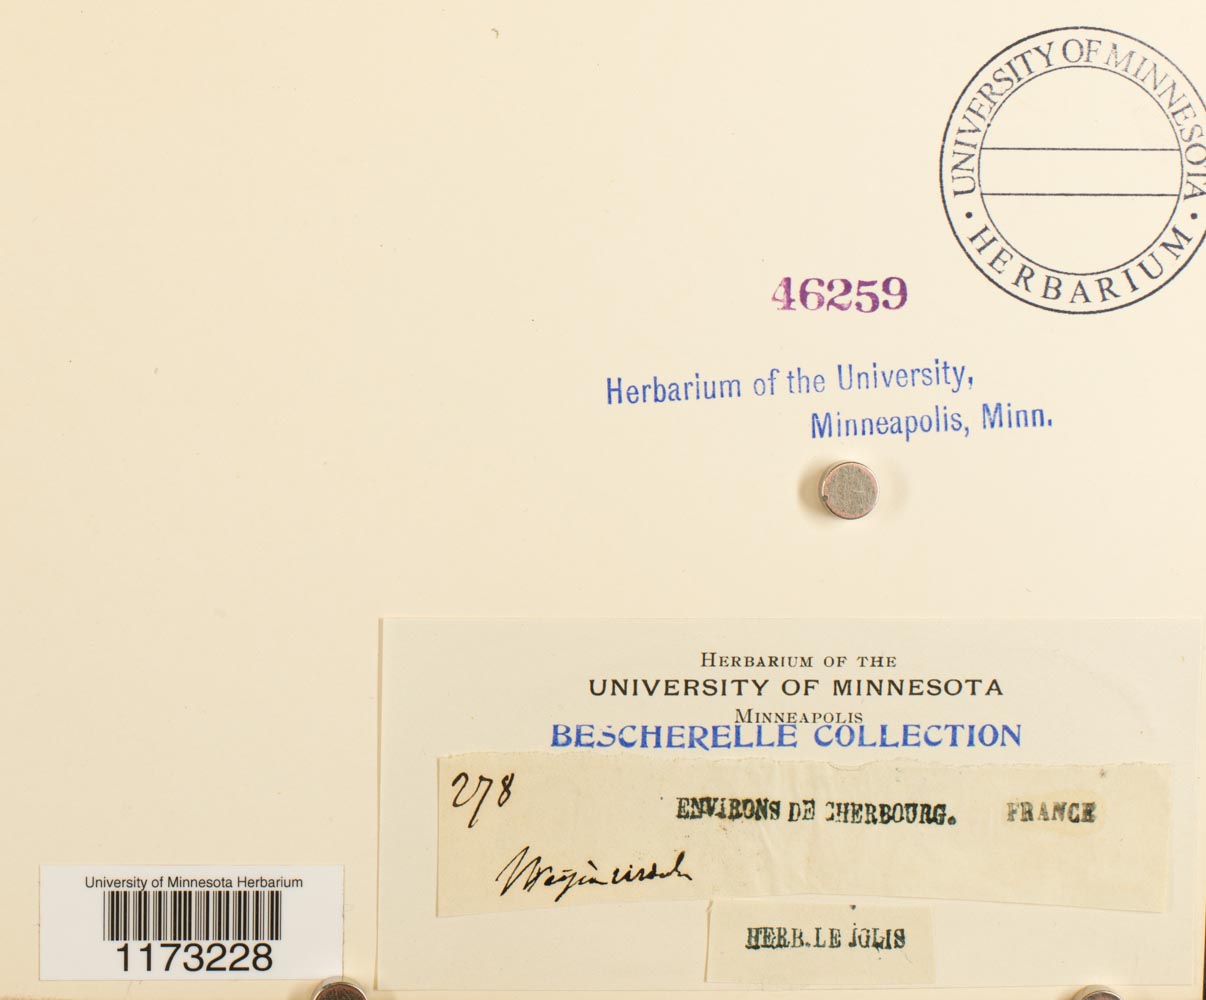 UNIVERSITY OF MINNESOTA
• HERBARIUM •
46259
Herbarium of the University,
Minneapolis, Minn.
HERBARIUM OF THE
UNIVERSITY OF MINNESOTA
MINNEAPOLIS
BESCHERELLE COLLECTION
278
ENVIRONS DE CHERBOURG. FRANCE
HERB. LE JOLIS
University of Minnesota Herbarium
1173228